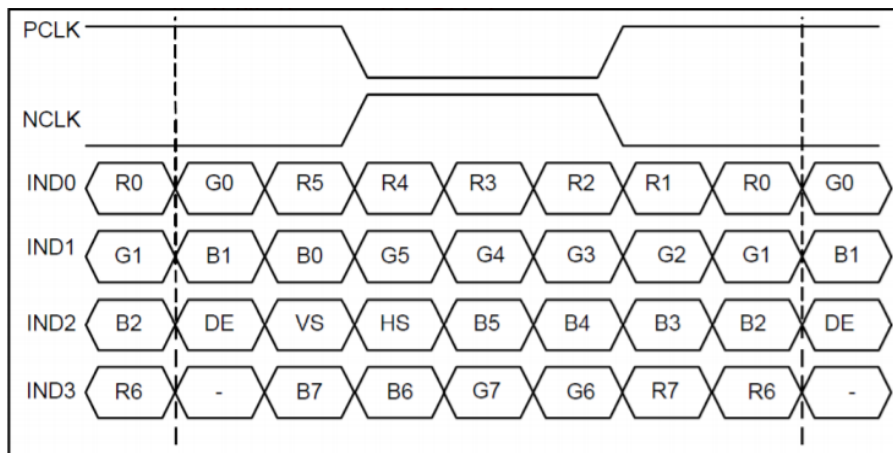 PCLK
NCLK
IND0 R0 G0 R5 R4 R3 R2 R1 R0 G0
IND1 G1 B1 B0 G5 G4 G3 G2 G1 B1
IND2 B2 DE VS HS B5 B4 B3 B2 DE
IND3 R6 - B7 B6 G7 G6 R7 R6 -